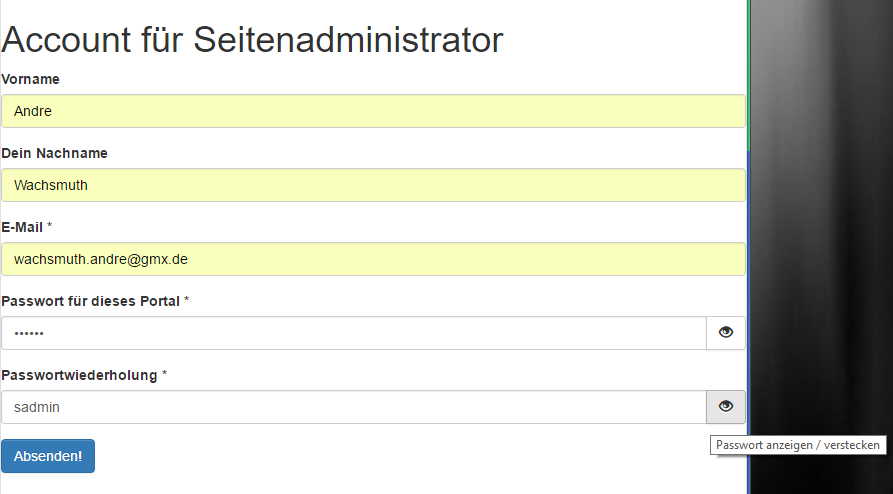 Account für Seitenadministrator
Vorname
Andre
Dein Nachname
Wachsmuth
E-Mail *
wachsmuth.andre@gmx.de
Passwort für dieses Portal *
••••••
Passwortwiederholung *
sadmin
Passwort anzeigen / verstecken
Absenden!